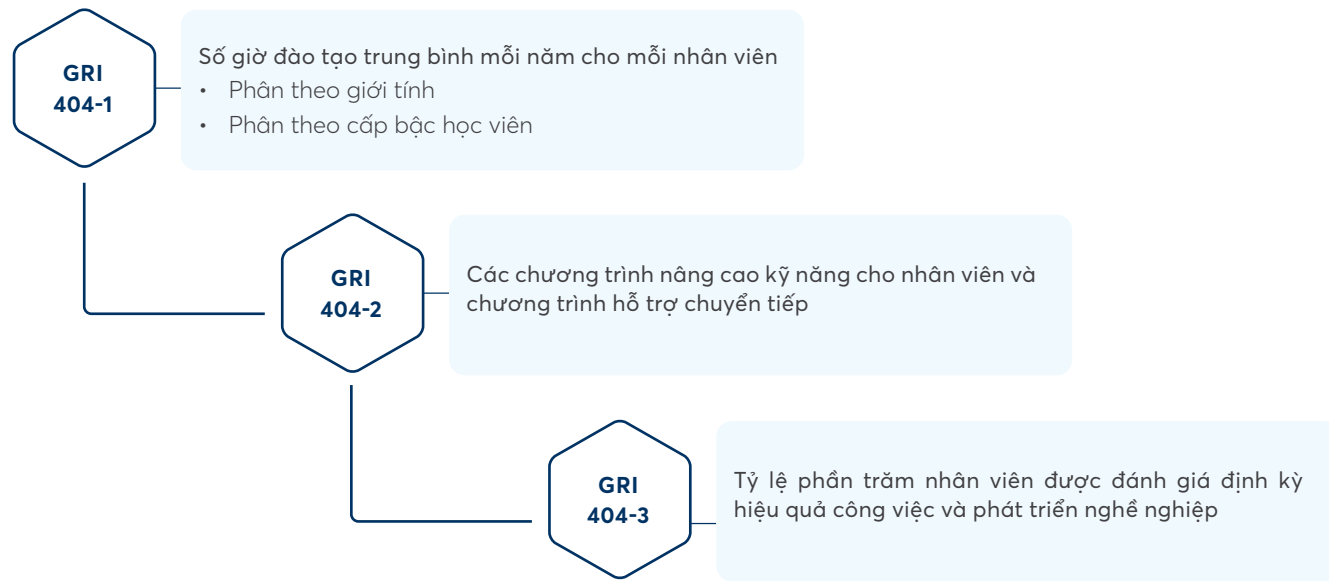 GRI
404-1
Số giờ đào tạo trung bình mỗi năm cho mỗi nhân viên
• Phân theo giới tính
• Phân theo cấp bậc học viên
GRI
404-2
Các chương trình nâng cao kỹ năng cho nhân viên và
chương trình hỗ trợ chuyển tiếp
GRI
404-3
Tỷ lệ phần trăm nhân viên được đánh giá định kỳ
hiệu quả công việc và phát triển nghề nghiệp